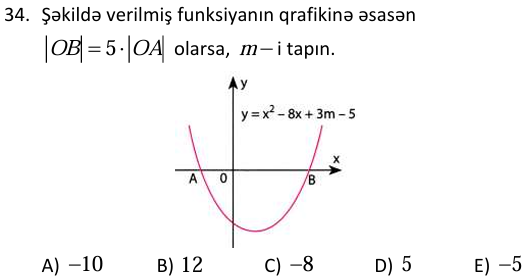 34. Şəkildə verilmiş funksiyanın qrafikinə əsasən
|OB| = 5 · |OA| olarsa, m – i tapın.
y
y = x² – 8x + 3m – 5
x
A 0 B
A) –10 B) 12 C) –8 D) 5 E) –5